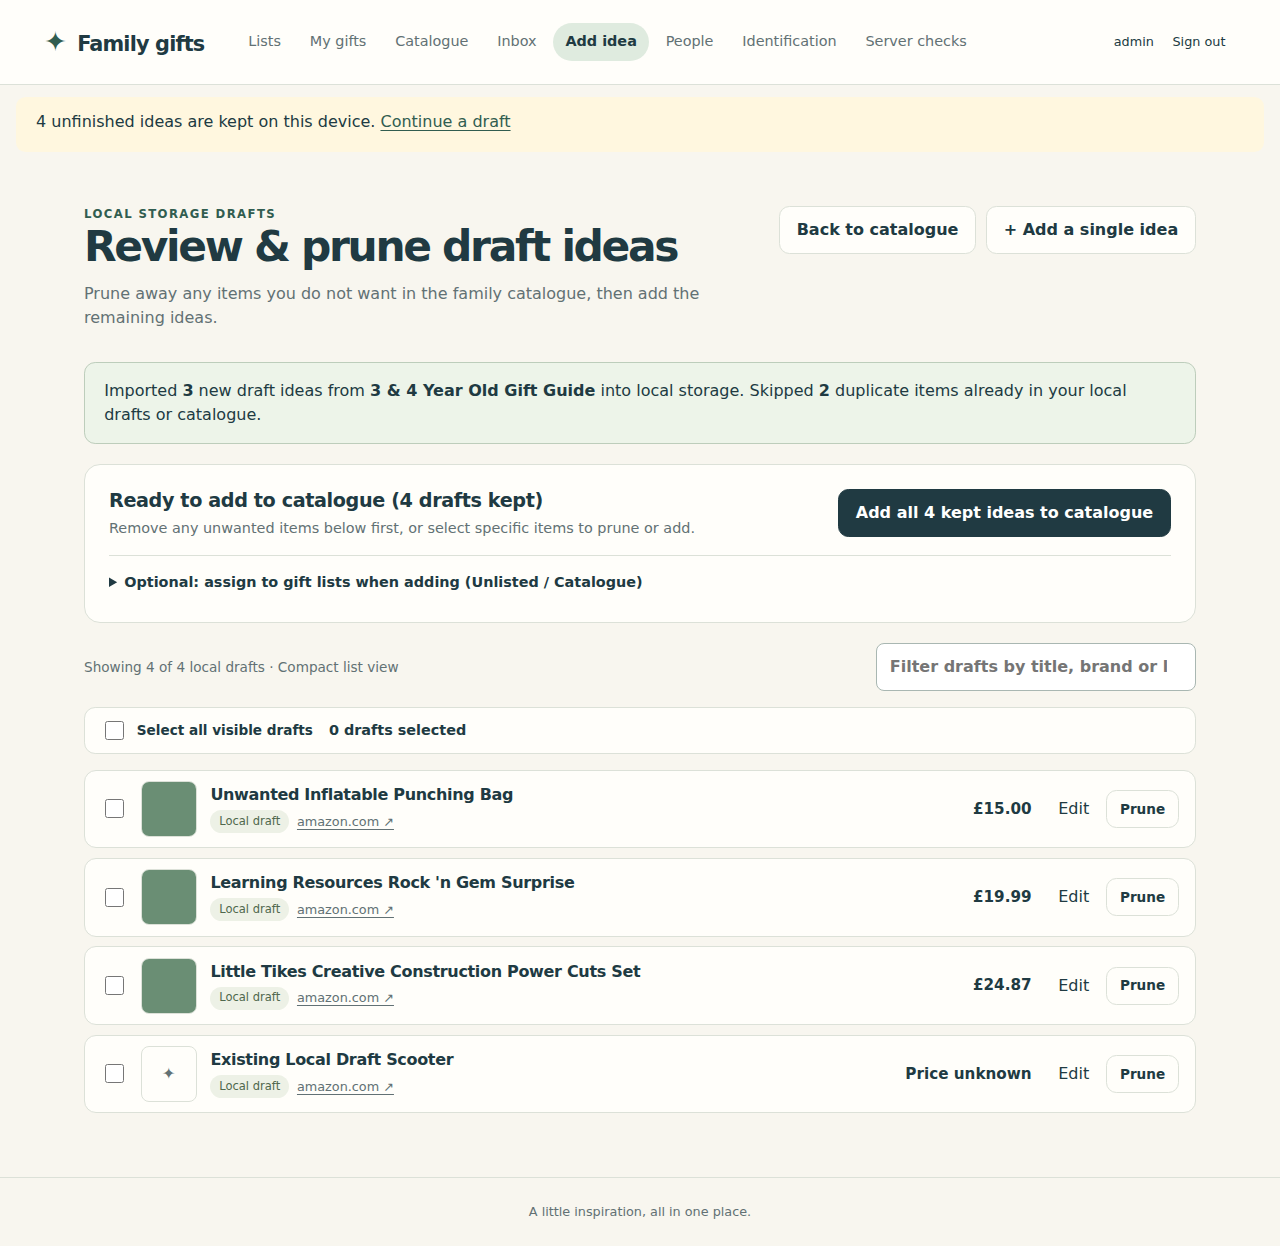 ✦ Family gifts
Lists My gifts Catalogue Inbox Add idea People Identification Server checks admin Sign out
4 unfinished ideas are kept on this device. Continue a draft
LOCAL STORAGE DRAFTS
Review & prune draft ideas
Back to catalogue
+ Add a single idea
Prune away any items you do not want in the family catalogue, then add the
remaining ideas.
Imported 3 new draft ideas from 3 & 4 Year Old Gift Guide into local storage. Skipped 2 duplicate items already in your local
drafts or catalogue.
Ready to add to catalogue (4 drafts kept)
Remove any unwanted items below first, or select specific items to prune or add.
Add all 4 kept ideas to catalogue
Optional: assign to gift lists when adding (Unlisted / Catalogue)
Showing 4 of 4 local drafts · Compact list view
Filter drafts by title, brand or l
Select all visible drafts 0 drafts selected
Unwanted Inflatable Punching Bag
Local draft amazon.com ↗
£15.00 Edit Prune
Learning Resources Rock 'n Gem Surprise
Local draft amazon.com ↗
£19.99 Edit Prune
Little Tikes Creative Construction Power Cuts Set
Local draft amazon.com ↗
£24.87 Edit Prune
✦
Existing Local Draft Scooter
Local draft amazon.com ↗
Price unknown Edit Prune
A little inspiration, all in one place.